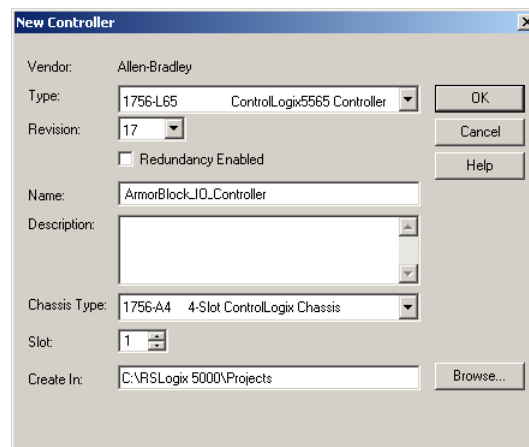 New Controller
Vendor: Allen-Bradley
Type: 1756-L65 ControlLogix5565 Controller OK
Revision: 17 Cancel
Redundancy Enabled Help
Name: ArmorBlock_IO_Controller
Description:
Chassis Type: 1756-A4 4-Slot ControlLogix Chassis
Slot: 1
Create In: C:\RSLogix 5000\Projects Browse...